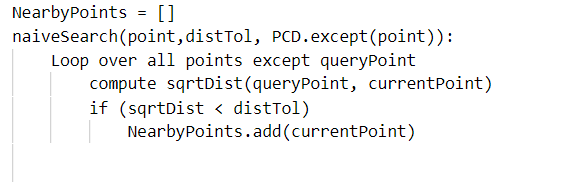 NearbyPoints = []
naiveSearch(point,distTol, PCD.except(point)):
Loop over all points except queryPoint
compute sqrtDist(queryPoint, currentPoint)
if (sqrtDist < distTol)
NearbyPoints.add(currentPoint)